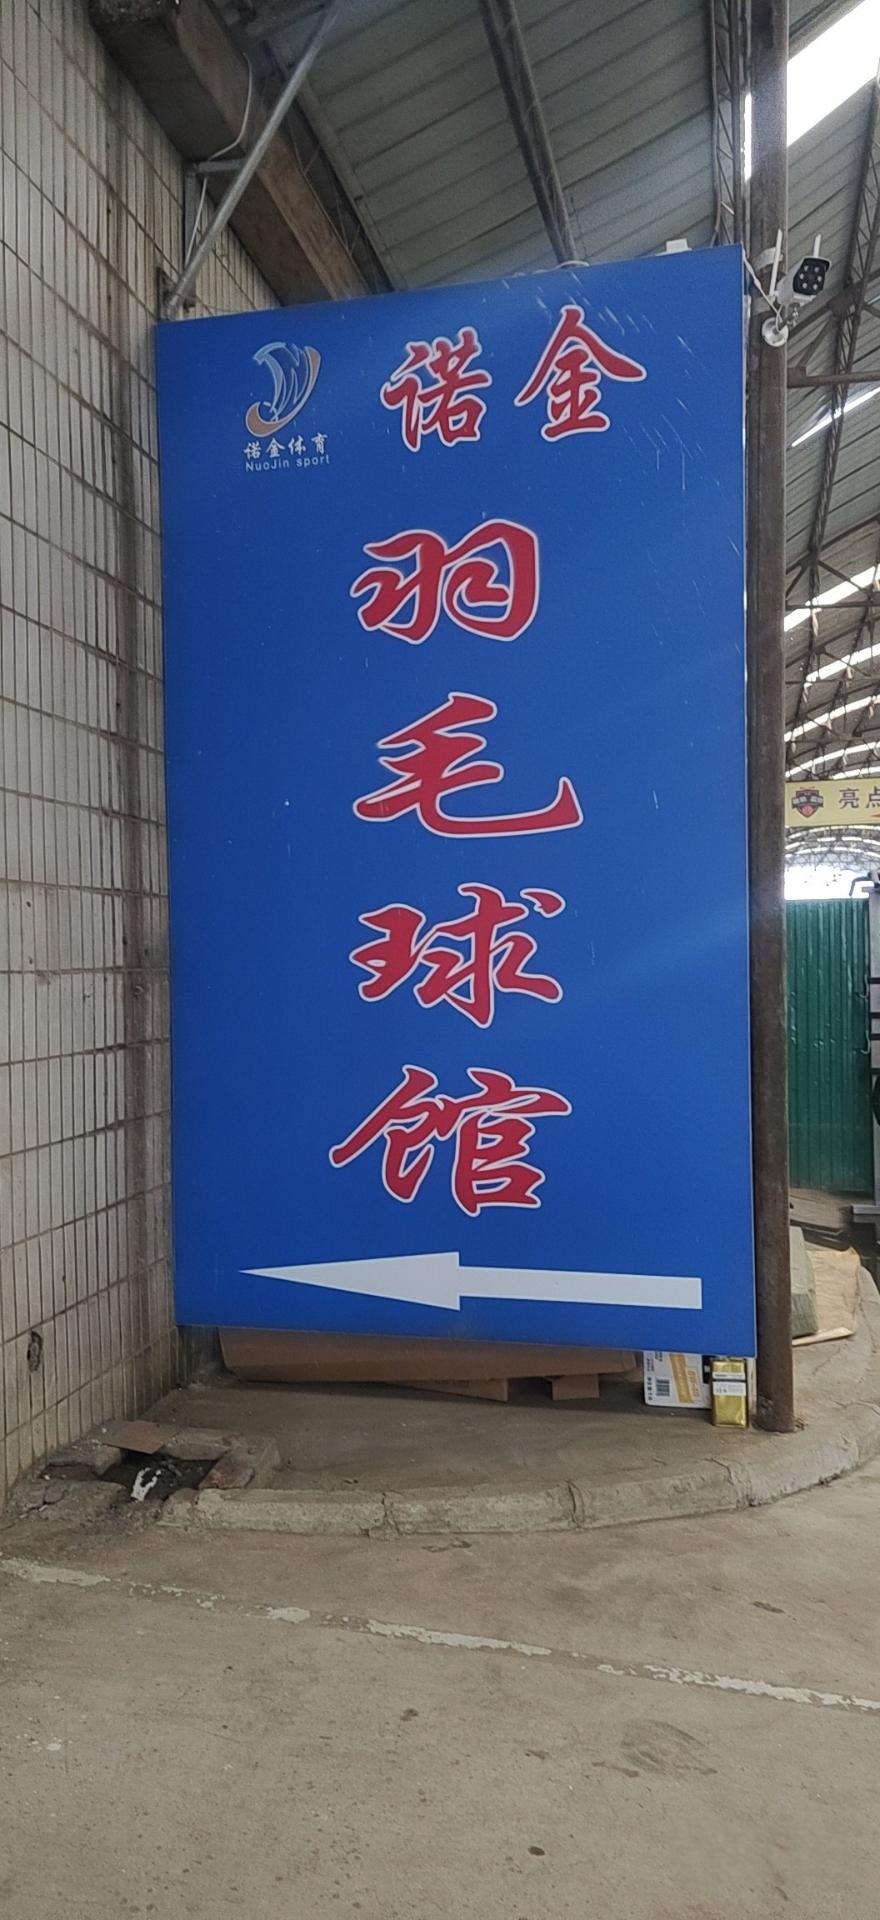 诺金
诺金体育
NuoJin sport
羽
毛
球
馆
亮点